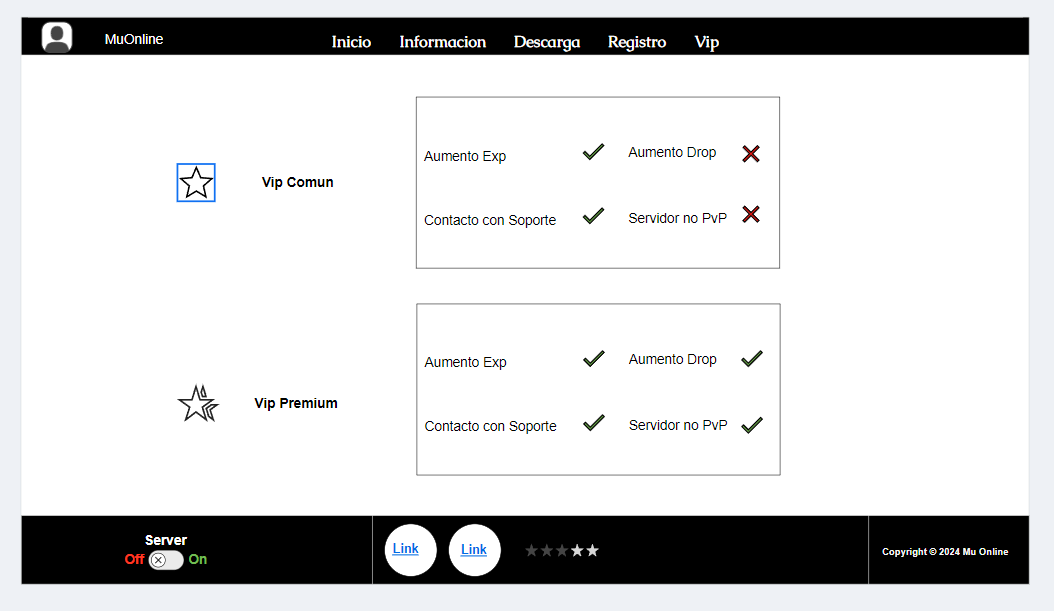 MuOnline
Inicio Informacion Descarga Registro Vip
Aumento Exp Aumento Drop
Vip Comun
Contacto con Soporte Servidor no PvP
Aumento Exp Aumento Drop
Vip Premium
Contacto con Soporte Servidor no PvP
Server
Off On
Link
Link
Copyright © 2024 Mu Online